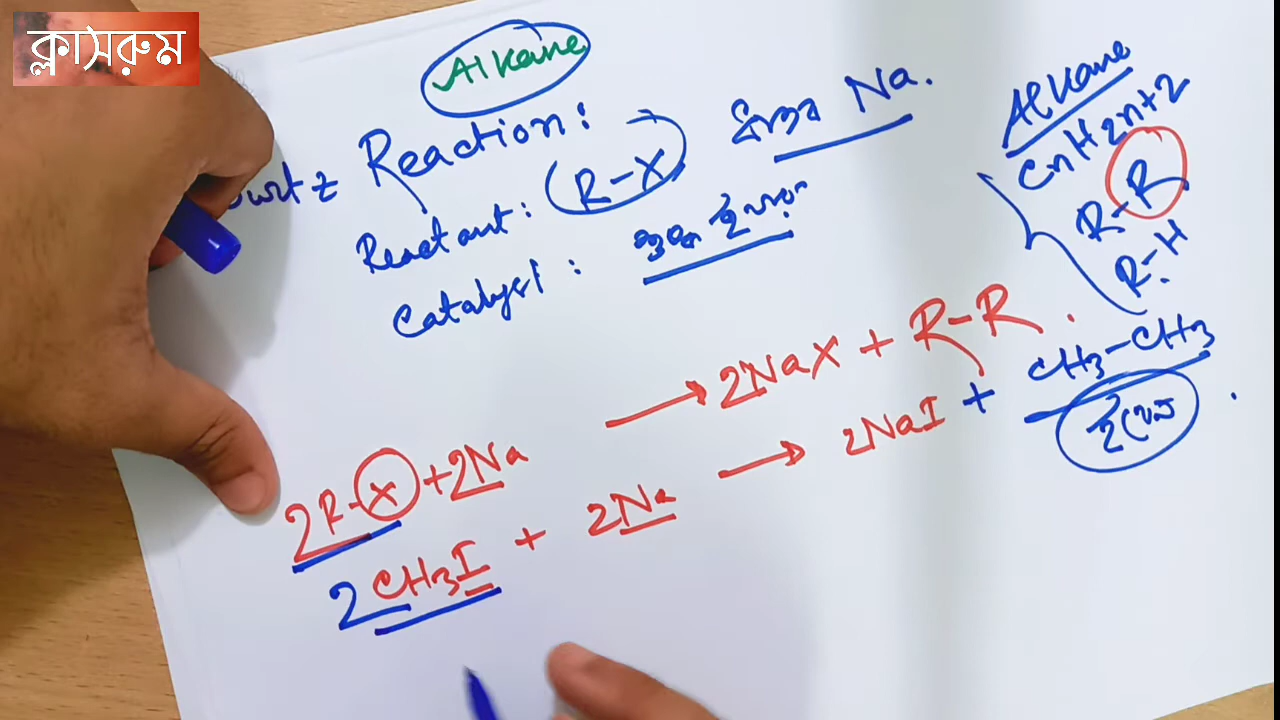 ক্লাসরুম
Alkane
Wurtz Reaction:
Reactant: R-X Na.
Catalyst: শুষ্ক ইথার
Alkane
CnH2n+2
R-R
R-H
2R-X + 2Na → 2NaX + R-R
2CH3I + 2Na → 2NaI + CH3-CH3
ইথেন